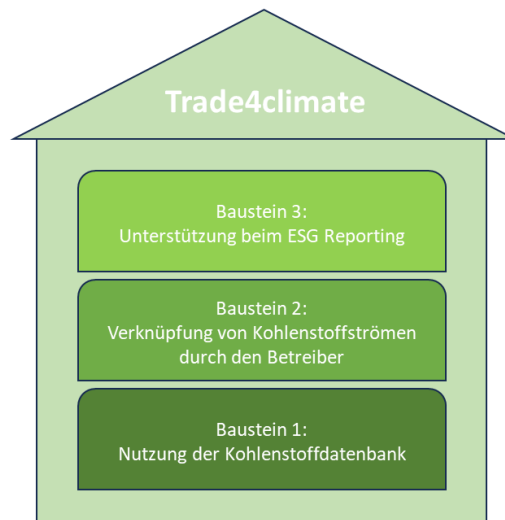 Trade4climate
Baustein 3:
Unterstützung beim ESG Reporting
Baustein 2:
Verknüpfung von Kohlenstoffströmen
durch den Betreiber
Baustein 1:
Nutzung der Kohlenstoffdatenbank